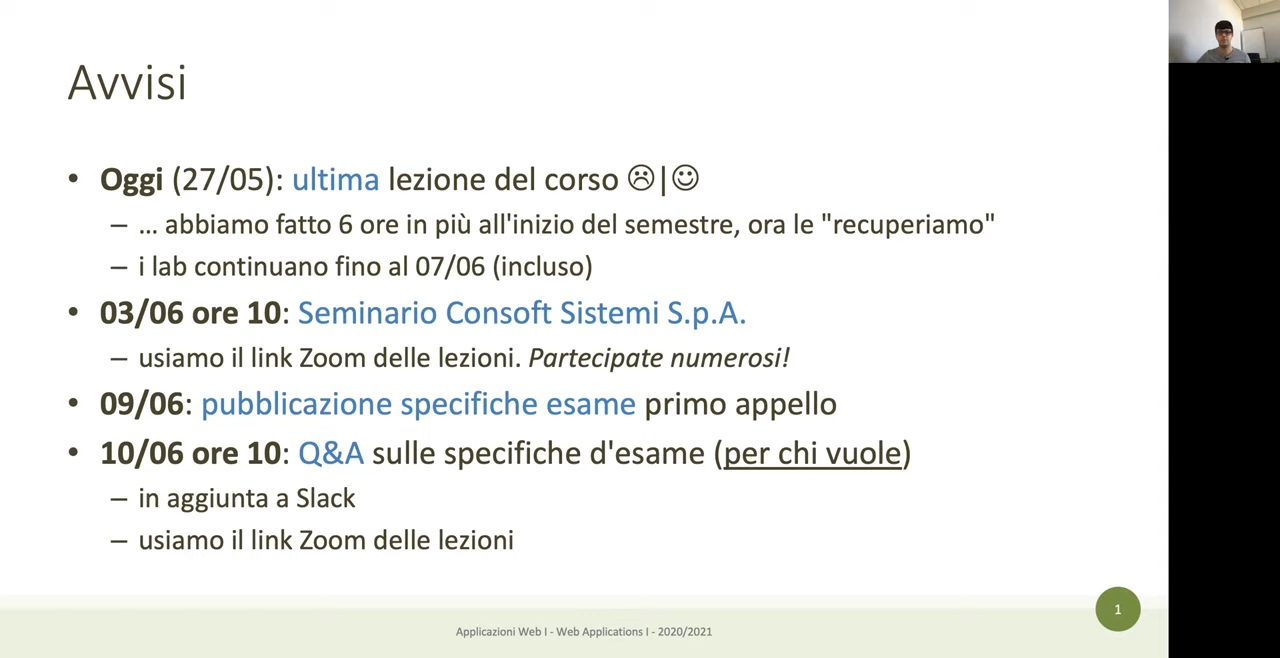 Avvisi
• Oggi (27/05): ultima lezione del corso ☹|☺
– … abbiamo fatto 6 ore in più all'inizio del semestre, ora le "recuperiamo"
– i lab continuano fino al 07/06 (incluso)
• 03/06 ore 10: Seminario Consoft Sistemi S.p.A.
– usiamo il link Zoom delle lezioni. Partecipate numerosi!
• 09/06: pubblicazione specifiche esame primo appello
• 10/06 ore 10: Q&A sulle specifiche d'esame (per chi vuole)
– in aggiunta a Slack
– usiamo il link Zoom delle lezioni
1
Applicazioni Web I - Web Applications I - 2020/2021